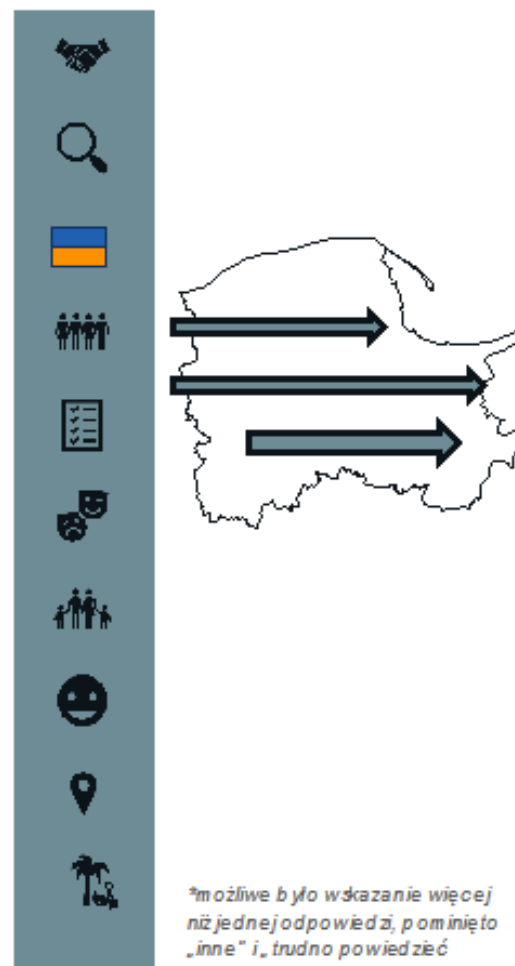 *możliwe było wskazanie więcej
niż jednej odpowiedzi, pominięto
„inne” i „trudno powiedzieć